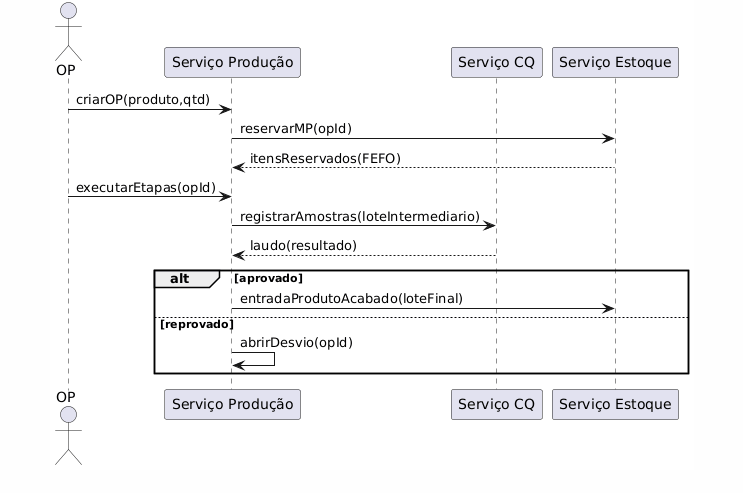 OP
Serviço Produção
Serviço CQ
Serviço Estoque
criarOP(produto,qtd)
reservarMP(opId)
itensReservados(FEFO)
executarEtapas(opId)
registrarAmostras(loteIntermediario)
laudo(resultado)
alt
[aprovado]
entradaProdutoAcabado(loteFinal)
[reprovado]
abrirDesvio(opId)
OP
Serviço Produção
Serviço CQ
Serviço Estoque